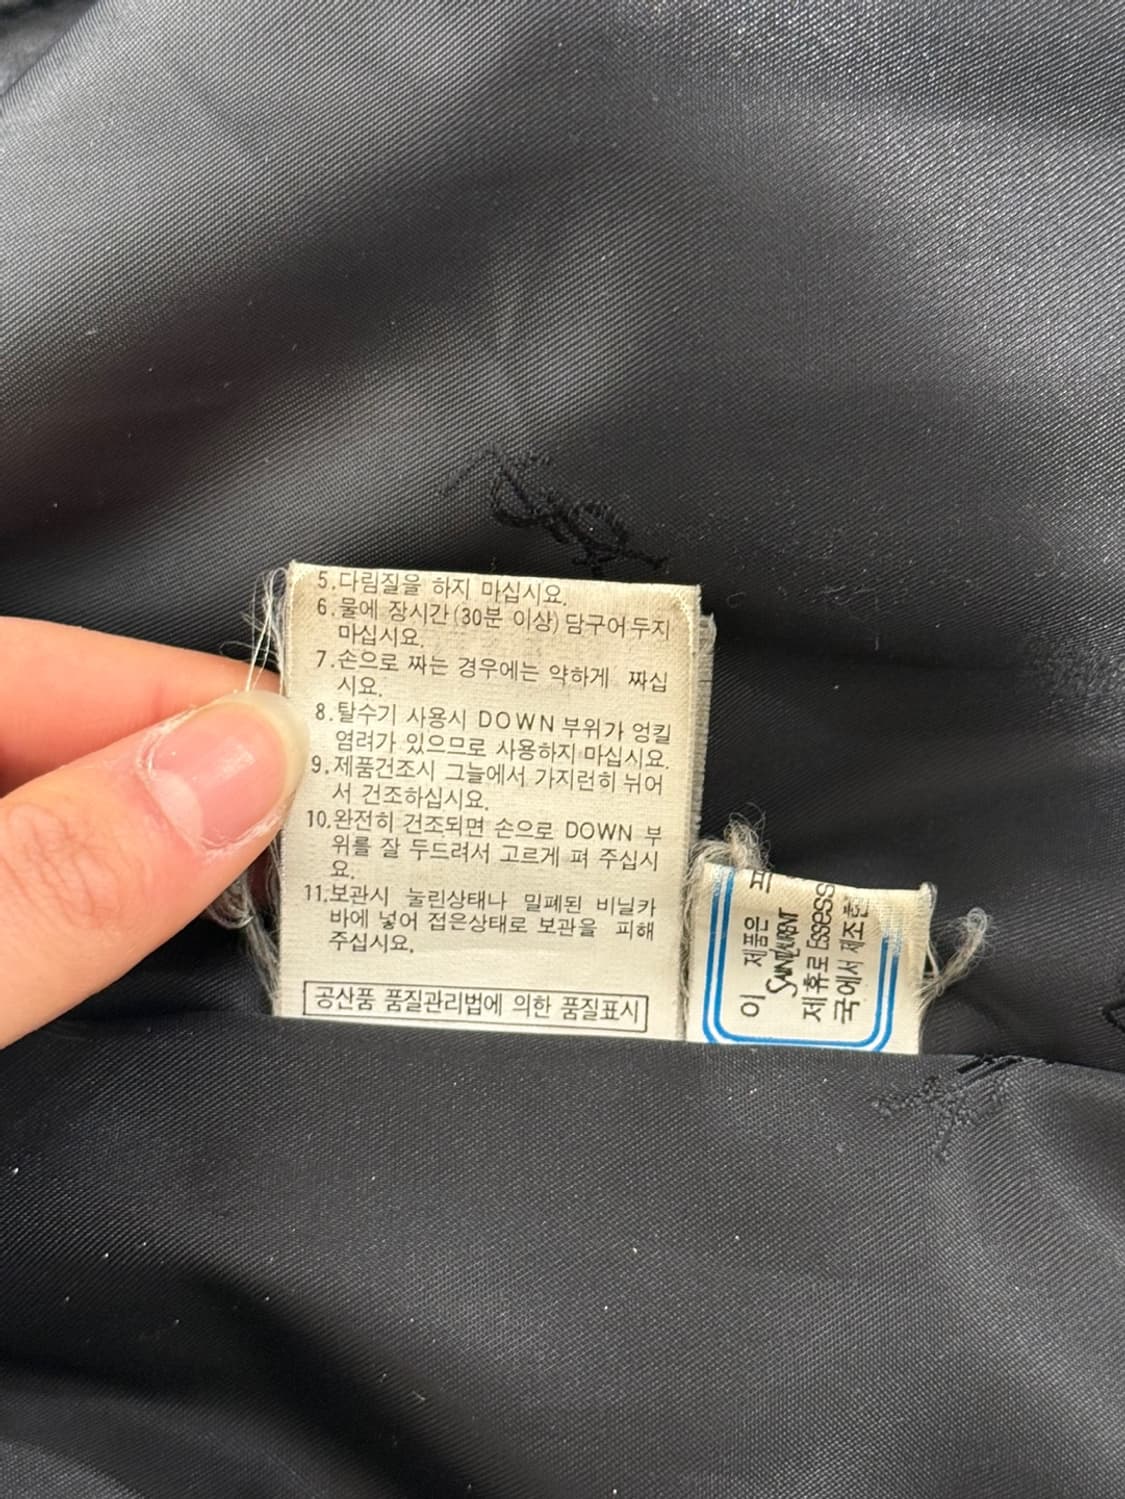 5.다림질을 하지 마십시요.
6.물에 장시간(30분 이상)담구어두지
마십시요.
7.손으로 짜는 경우에는 약하게 짜십
시요.
8.탈수기 사용시 DOWN부위가 엉킬
염려가 있으므로 사용하지마십시요.
9.제품건조시 그늘에서 가지런히 뉘어
서 건조하십시요.
10.완전히 건조되면 손으로 DOWN 부
위를 잘 두드려서 고르게 펴 주십시
요.
11.보관시 눌린상태나 밀폐된 비닐카
바에 넣어 접은상태로 보관을 피해
주십시요.
공산품 품질관리법에 의한 품질표시
이 제품은
SAINTLAURENT
제휴로 ESSESS
국에서 제조